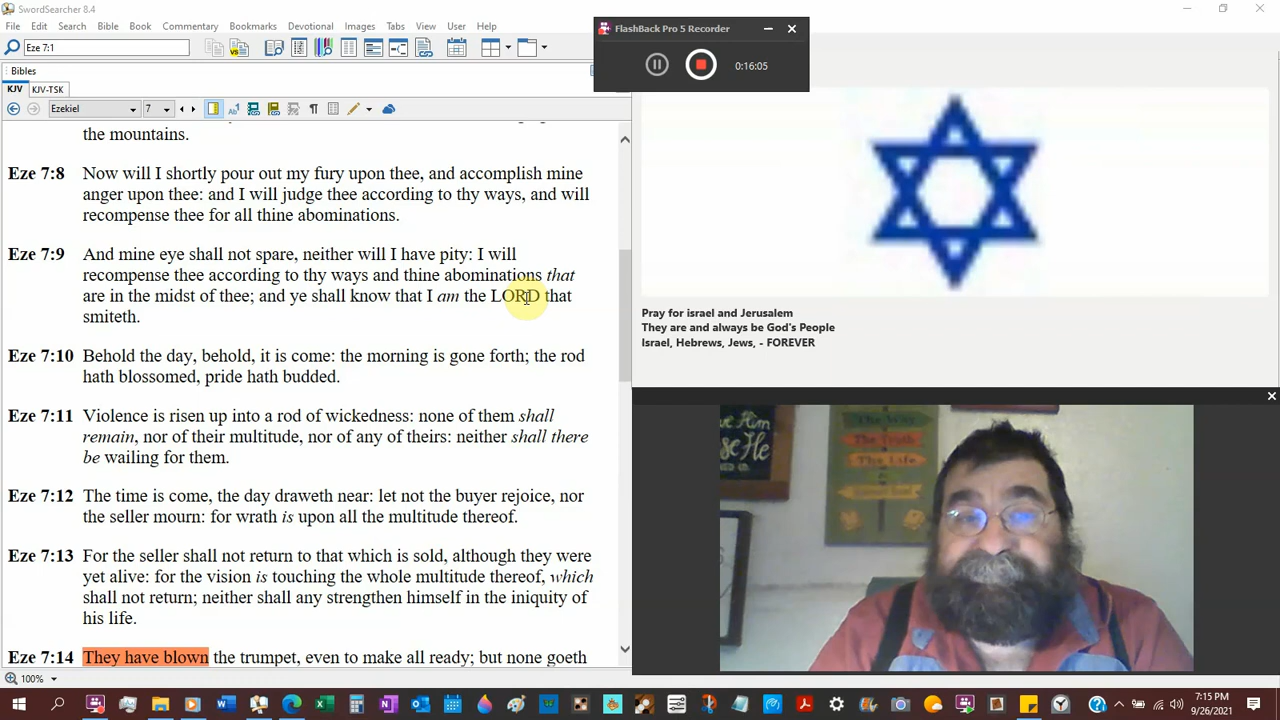 SwordSearcher 8.4
File Edit Search Bible Book Commentary Bookmarks Devotional Images Tabs View User Help
Eze 7:1
Bibles
KJV KJV-TSK
Ezekiel 7
the mountains.
Eze 7:8 Now will I shortly pour out my fury upon thee, and accomplish mine
anger upon thee: and I will judge thee according to thy ways, and will
recompense thee for all thine abominations.
Eze 7:9 And mine eye shall not spare, neither will I have pity: I will
recompense thee according to thy ways and thine abominations that
are in the midst of thee; and ye shall know that I am the LORD that
smiteth.
Eze 7:10 Behold the day, behold, it is come: the morning is gone forth; the rod
hath blossomed, pride hath budded.
Eze 7:11 Violence is risen up into a rod of wickedness: none of them shall
remain, nor of their multitude, nor of any of theirs: neither shall there
be wailing for them.
Eze 7:12 The time is come, the day draweth near: let not the buyer rejoice, nor
the seller mourn: for wrath is upon all the multitude thereof.
Eze 7:13 For the seller shall not return to that which is sold, although they were
yet alive: for the vision is touching the whole multitude thereof, which
shall not return; neither shall any strengthen himself in the iniquity of
his life.
Eze 7:14 They have blown the trumpet, even to make all ready; but none goeth
100%
FlashBack Pro 5 Recorder
0:16:05
Pray for israel and Jerusalem
They are and always be God's People
Israel, Hebrews, Jews, - FOREVER
The Way
The Truth
The Life
7:15 PM
9/26/2021